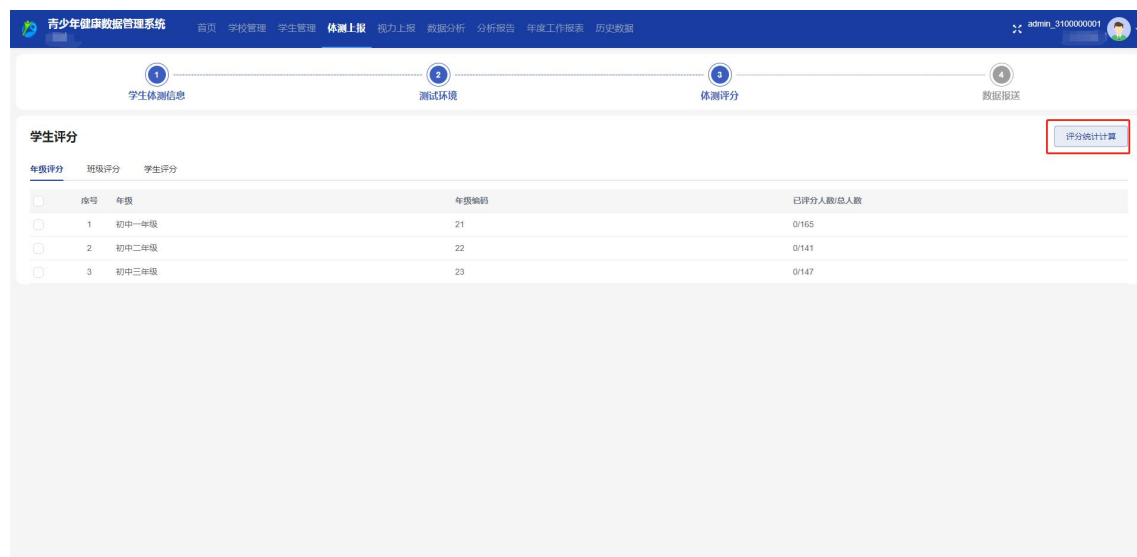 青少年健康数据管理系统
首页 学校管理 学生管理 体测上报 视力上报 数据分析 分析报告 年度工作报表 历史数据
admin_3100000001
1 2 3 4
学生体测信息 测试环境 体测评分 数据报送
学生评分 评分统计计算
年级评分 班级评分 学生评分
序号 年级 年级编码 已评分人数/总人数
1 初中一年级 21 0/165
2 初中二年级 22 0/141
3 初中三年级 23 0/147